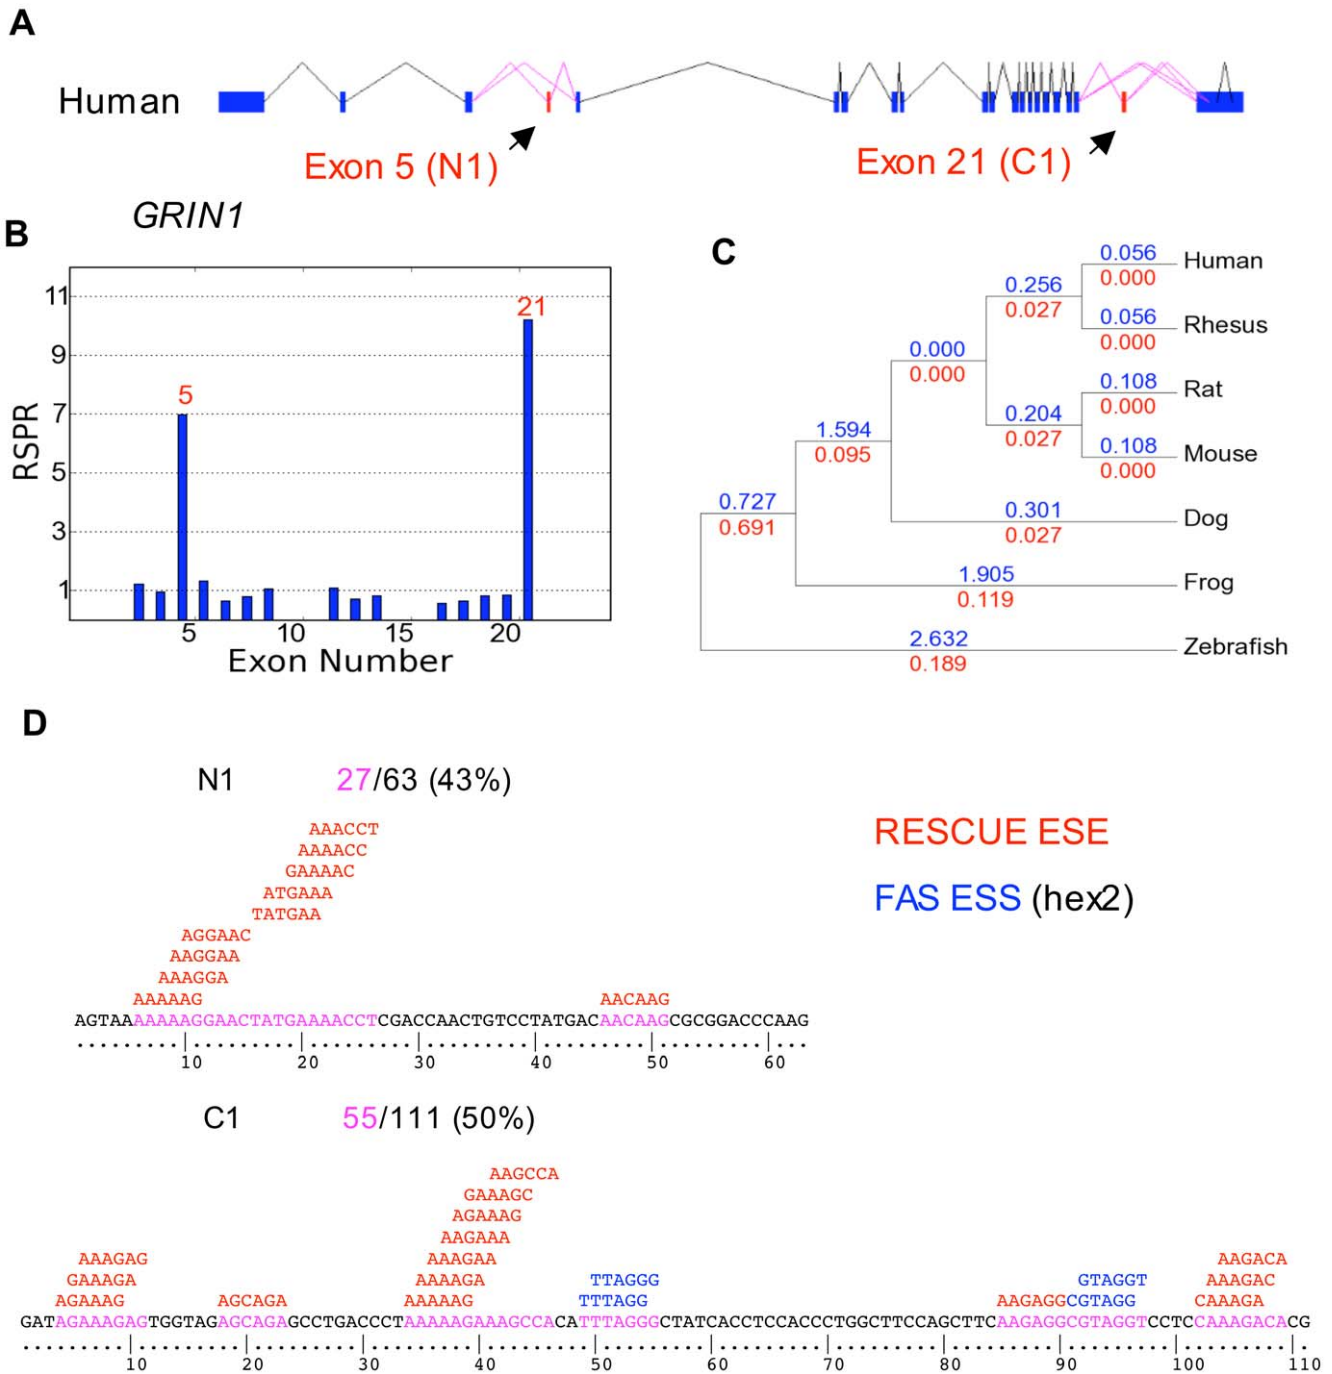 A
Human
Exon 5 (N1)
Exon 21 (C1)
GRIN1
B
11
9
7
5
3
1
RSPR
5
21
5 10 15 20
Exon Number
C
0.056
0.000
Human
0.256
0.027
0.056
0.000
Rhesus
0.000
0.000
0.108
0.000
Rat
0.204
0.027
0.108
0.000
Mouse
1.594
0.095
0.301
0.027
Dog
0.727
0.691
1.905
0.119
Frog
2.632
0.189
Zebrafish
D
N1 27/63 (43%)
RESCUE ESE
FAS ESS (hex2)
AAACCT
AAAACC
GAAAAC
ATGAAA
TATGAA
AGGAAC
AAGGAA
AAAGGA
AAAAAG AACAAG
AGTAAAAAAAGGAACTATGAAAACCTCGACCAACTGTCCTATGACAACAAGCGCGGACCCAAG
10 20 30 40 50 60
C1 55/111 (50%)
AAGCCA
GAAAGC
AGAAAG
AAGAAA
AAAGAG AAAGAA AAGACA
GAAAGA AAAAGA TTAGGG GTAGGT AAAGAC
AGAAAG AGCAGA AAAAAG TTTAGG AAGAGGCGTAGG CAAAGA
GATAGAAAGAGTGGTAGAGCAGAGCCTGACCCTAAAAAGAAAGCCACATTTAGGGCTATCACCTCCACCCTGGCTTCCAGCTTCAAGAGGCGTAGGTCCTCCAAAGACACG
10 20 30 40 50 60 70 80 90 100 110